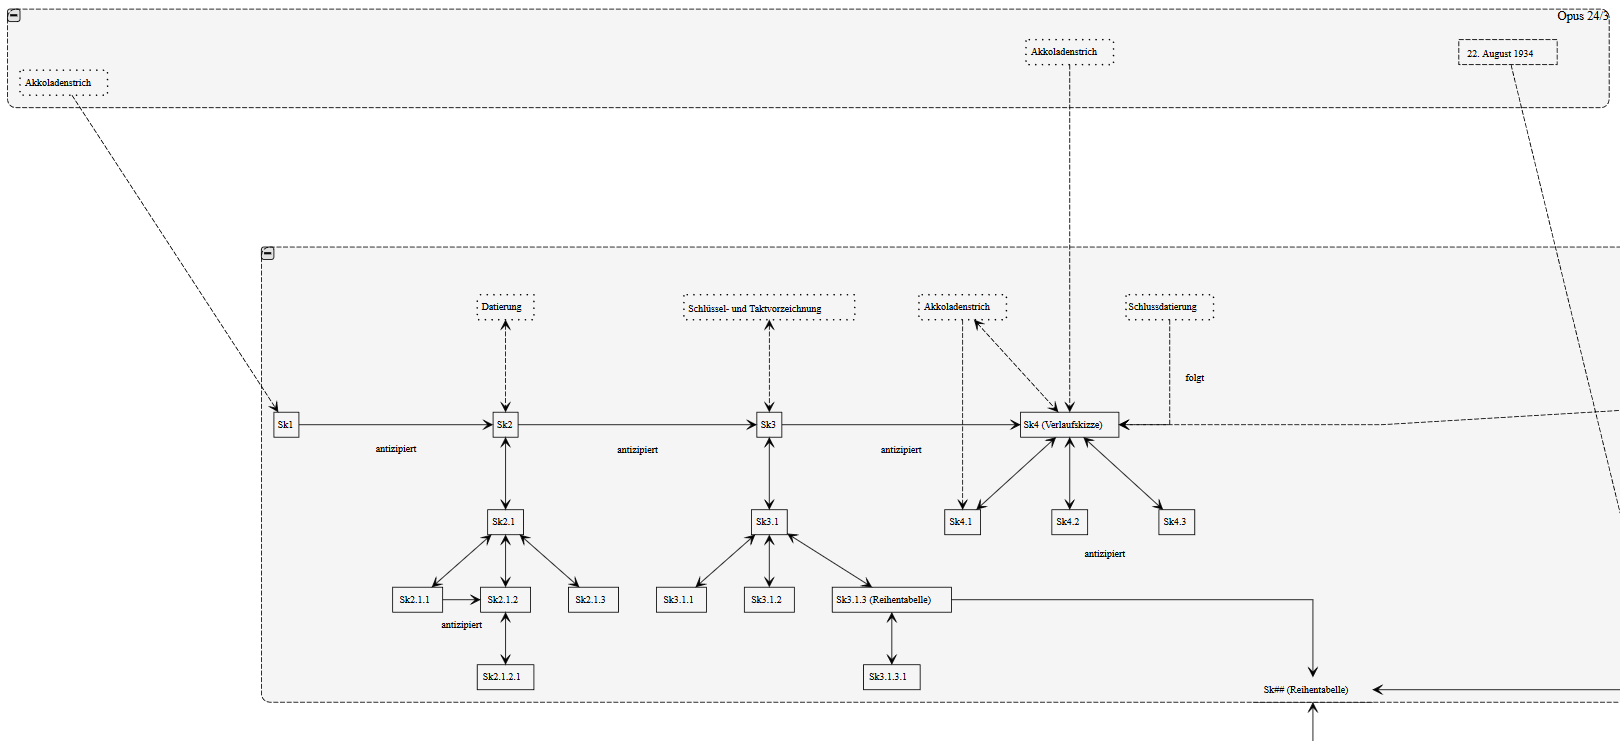 Opus 24/3
Akkoladenstrich
22. August 1934
Akkoladenstrich
Datierung
Schlüssel- und Taktvorzeichnung
Akkoladenstrich
Schlussdatierung
folgt
Sk1
Sk2
Sk3
Sk4 (Verlaufskizze)
antizipiert
antizipiert
antizipiert
Sk2.1
Sk3.1
Sk4.1
Sk4.2
Sk4.3
antizipiert
Sk2.1.1
Sk2.1.2
Sk2.1.3
Sk3.1.1
Sk3.1.2
Sk3.1.3 (Reihentabelle)
antizipiert
Sk2.1.2.1
Sk3.1.3.1
Sk## (Reihentabelle)